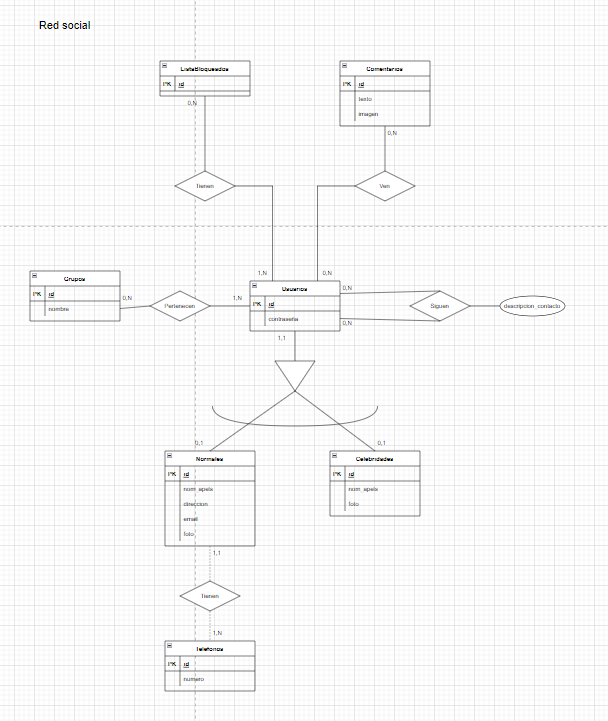 Red social
ListaBloqueados
PK id
Comentarios
PK id
texto
imagen
0,N
0,N
Tienen
Ven
1,N
0,N
Grupos
PK id
nombre
0,N
Pertenecen
1,N
Usuarios
PK id
contraseña
0,N
0,N
Siguen
descripcion_contacto
1,1
0,1
0,1
Normales
PK id
num_apels
direccion
email
foto
Celebridades
PK id
num_apels
foto
1,1
Tienen
1,N
Telefonos
PK id
numero